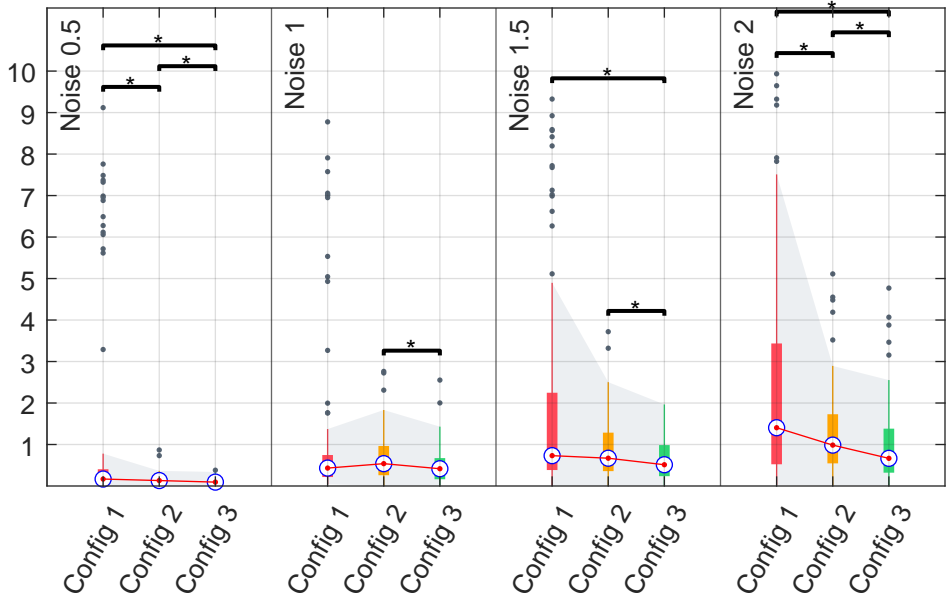 Noise 0.5
Noise 1
Noise 1.5
Noise 2
*
*
*
*
*
*
*
*
*
10
9
8
7
6
5
4
3
2
1
Config 1
Config 2
Config 3
Config 1
Config 2
Config 3
Config 1
Config 2
Config 3
Config 1
Config 2
Config 3